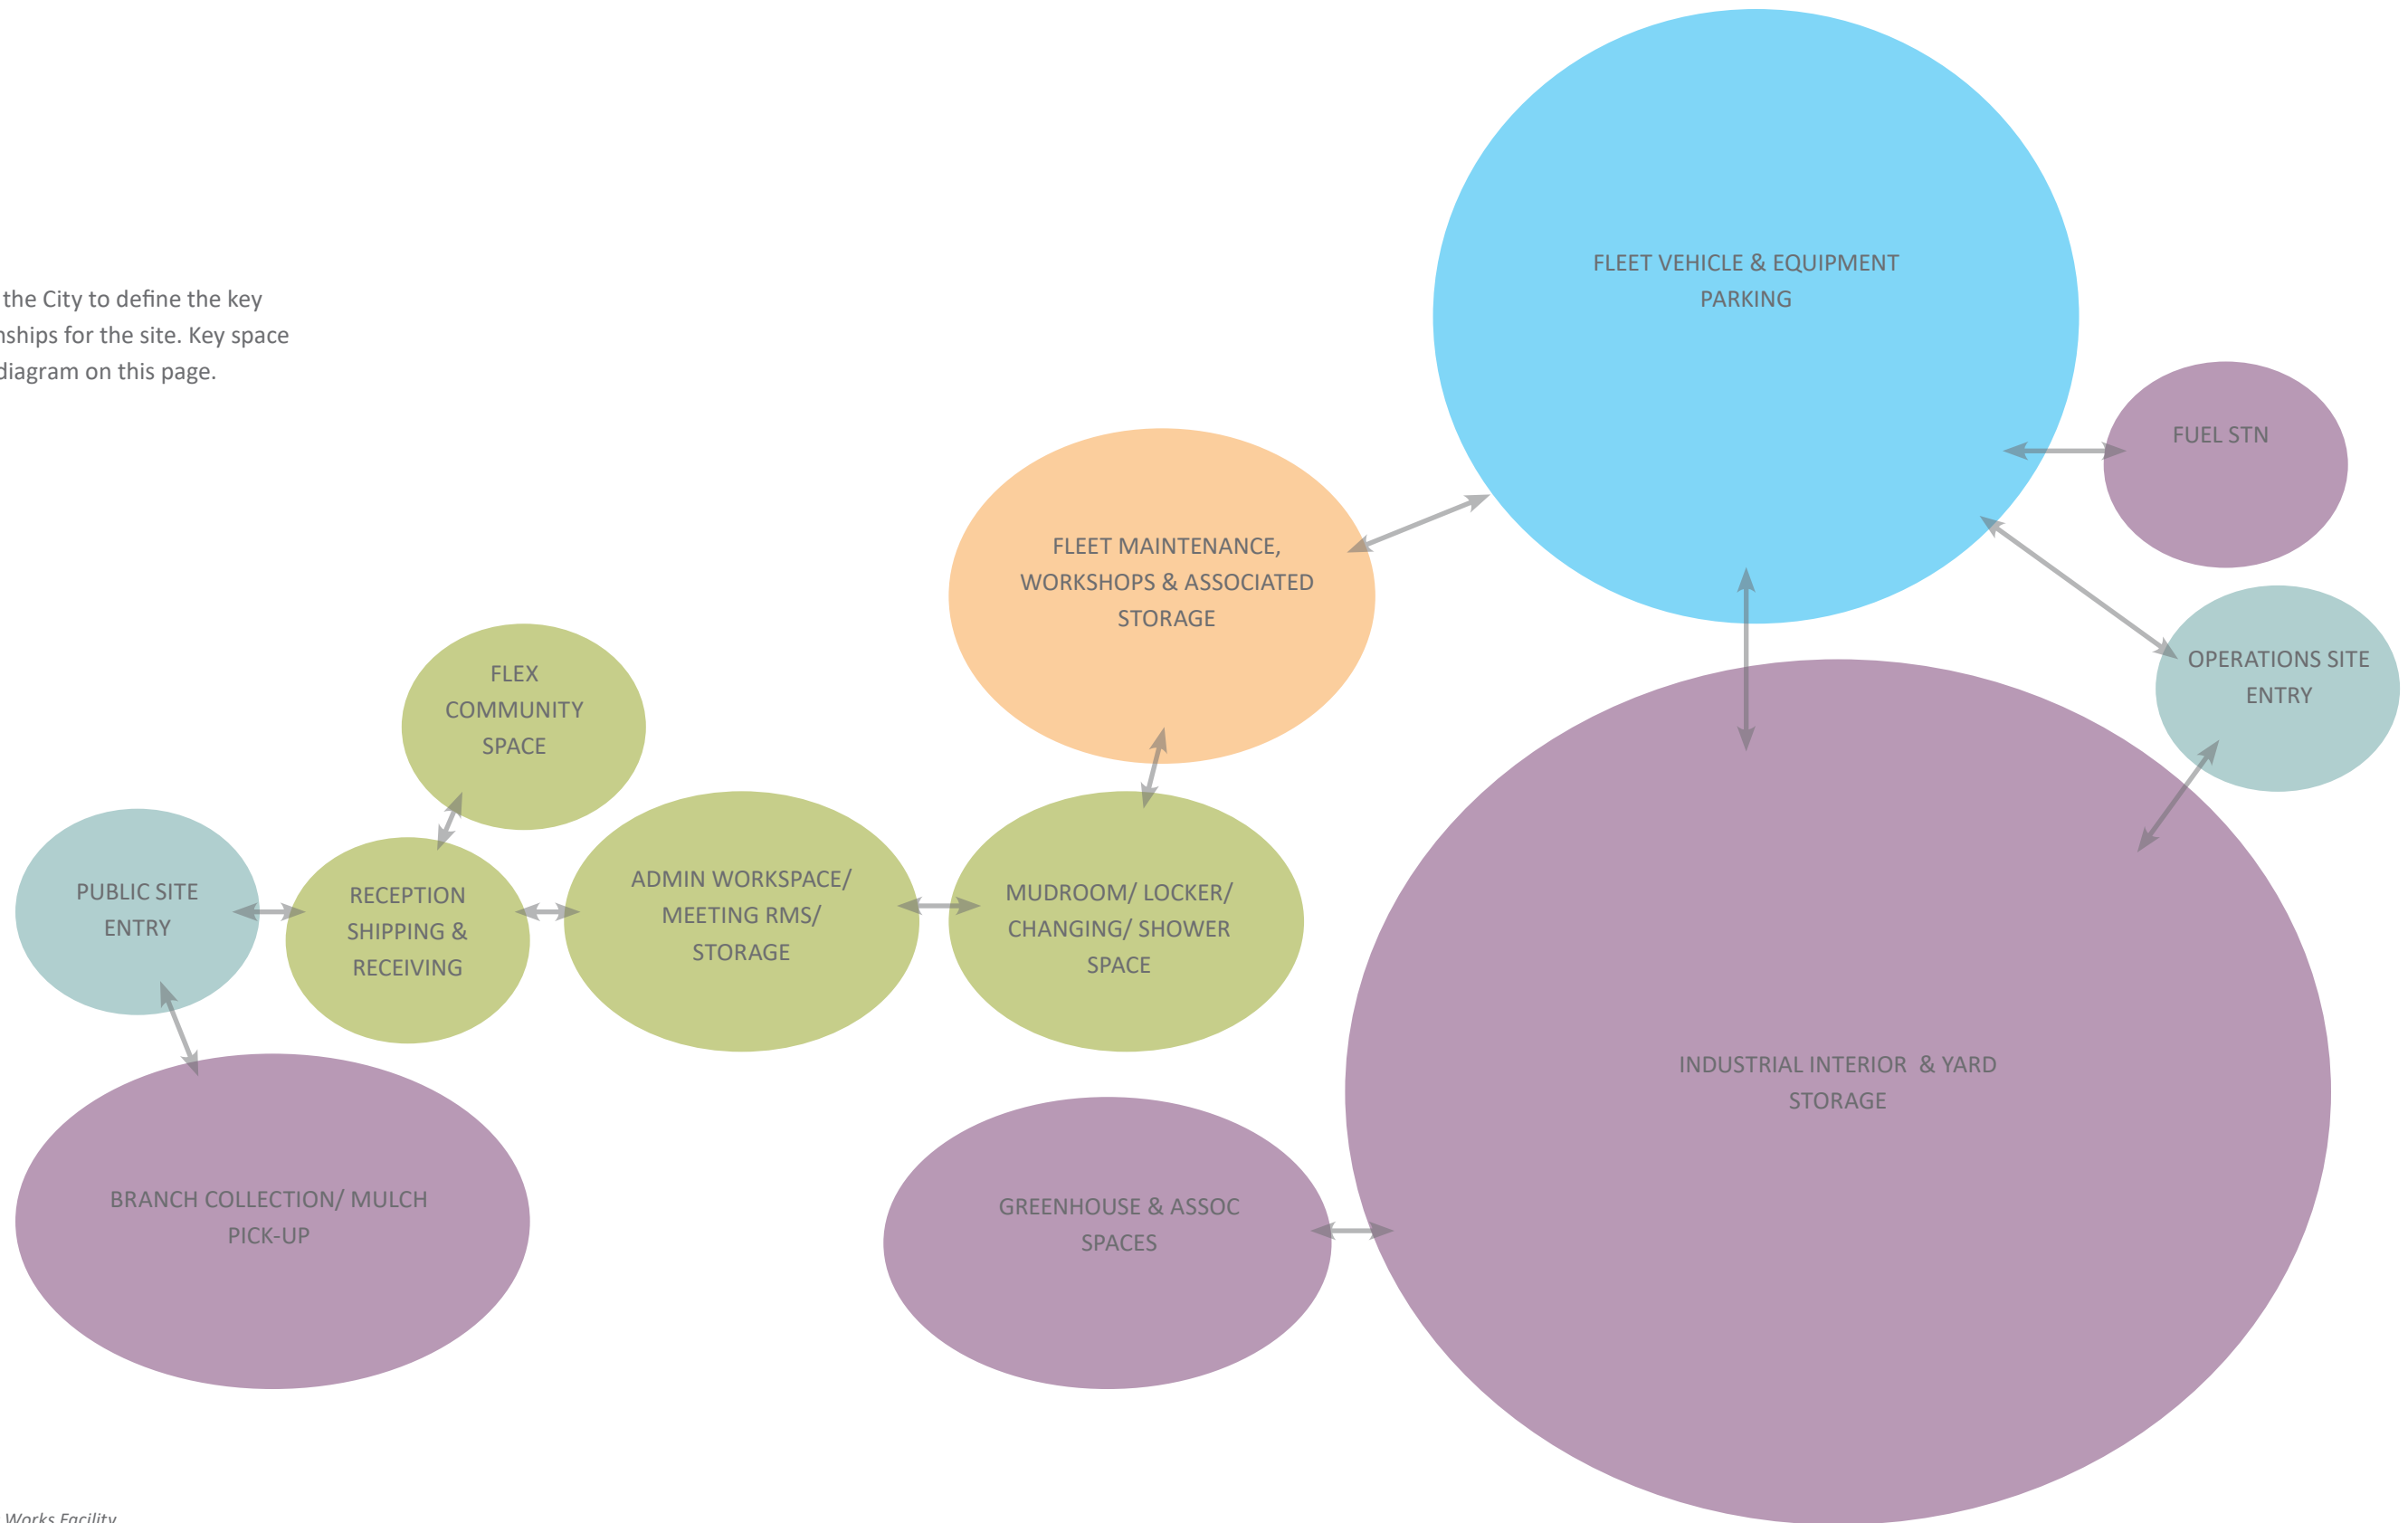 the City to define the key
nships for the site. Key space
diagram on this page.
FLEET VEHICLE & EQUIPMENT
PARKING
FUEL STN
FLEET MAINTENANCE,
WORKSHOPS & ASSOCIATED
STORAGE
OPERATIONS SITE
ENTRY
FLEX
COMMUNITY
SPACE
PUBLIC SITE
ENTRY
RECEPTION
SHIPPING &
RECEIVING
ADMIN WORKSPACE/
MEETING RMS/
STORAGE
MUDROOM/ LOCKER/
CHANGING/ SHOWER
SPACE
INDUSTRIAL INTERIOR & YARD
STORAGE
BRANCH COLLECTION/ MULCH
PICK-UP
GREENHOUSE & ASSOC
SPACES
Works Facility